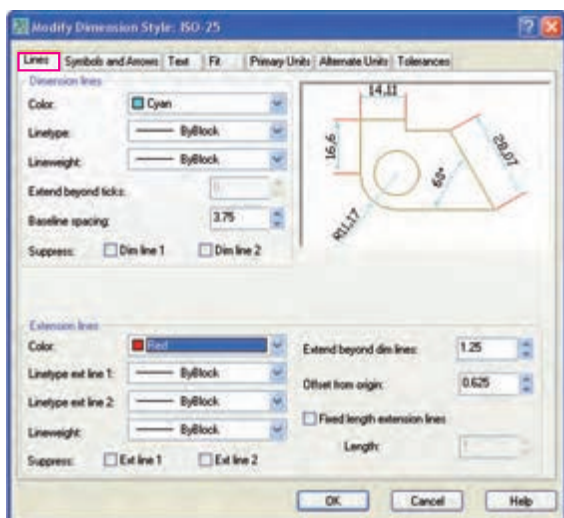 Modify Dimension Style: ISO-25
Lines Symbols and Arrows Text Fit Primary Units Alternate Units Tolerances
Dimension lines
Color: Cyan
Linetype: ByBlock
Lineweight: ByBlock
Extend beyond ticks:
Baseline spacing: 3.75
Suppress: Dim line 1 Dim line 2
14,11
16,6
28,07
60°
R11,17
Extension lines
Color: Red
Linetype ext line 1: ByBlock
Linetype ext line 2: ByBlock
Lineweight: ByBlock
Suppress: Ext line 1 Ext line 2
Extend beyond dim lines: 1.25
Offset from origin: 0.625
Fixed length extension lines
Length: 1
OK Cancel Help